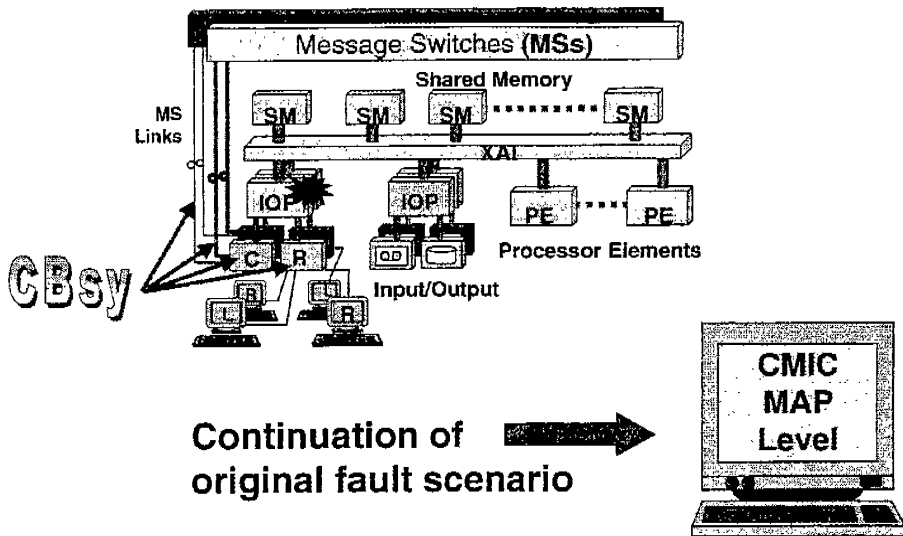 Message Switches (MSs)
Shared Memory
MS
Links
SM SM SM SM
XAI
IOP IOP PE PE
Processor Elements
C R
Input/Output
CBsy
L R
Continuation of
original fault scenario
CMIC
MAP
Level